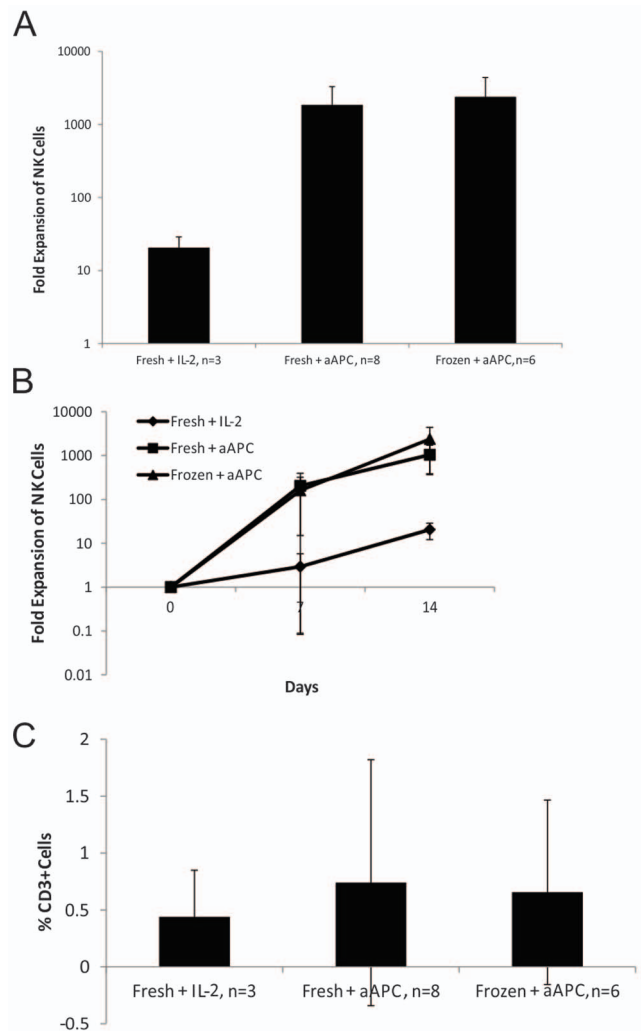 A
10000
1000
100
10
1
Fold Expansion of NK Cells
Fresh + IL-2, n=3
Fresh + aAPC, n=8
Frozen + aAPC,n=6
B
10000
1000
100
10
1
0.1
0.01
Fold Expansion of NK Cells
Fresh + IL-2
Fresh + aAPC
Frozen + aAPC
0
7
14
Days
C
2
1.5
1
0.5
0
-0.5
% CD3+Cells
Fresh + IL-2, n=3
Fresh + aAPC, n=8
Frozen + aAPC, n=6